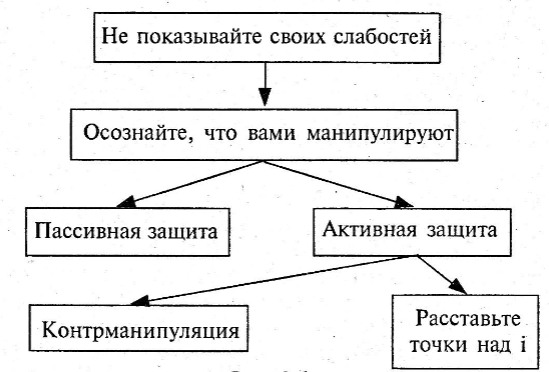 Не показывайте своих слабостей
Осознайте, что вами манипулируют
Пассивная защита
Активная защита
Контрманипуляция
Расставьте
точки над i